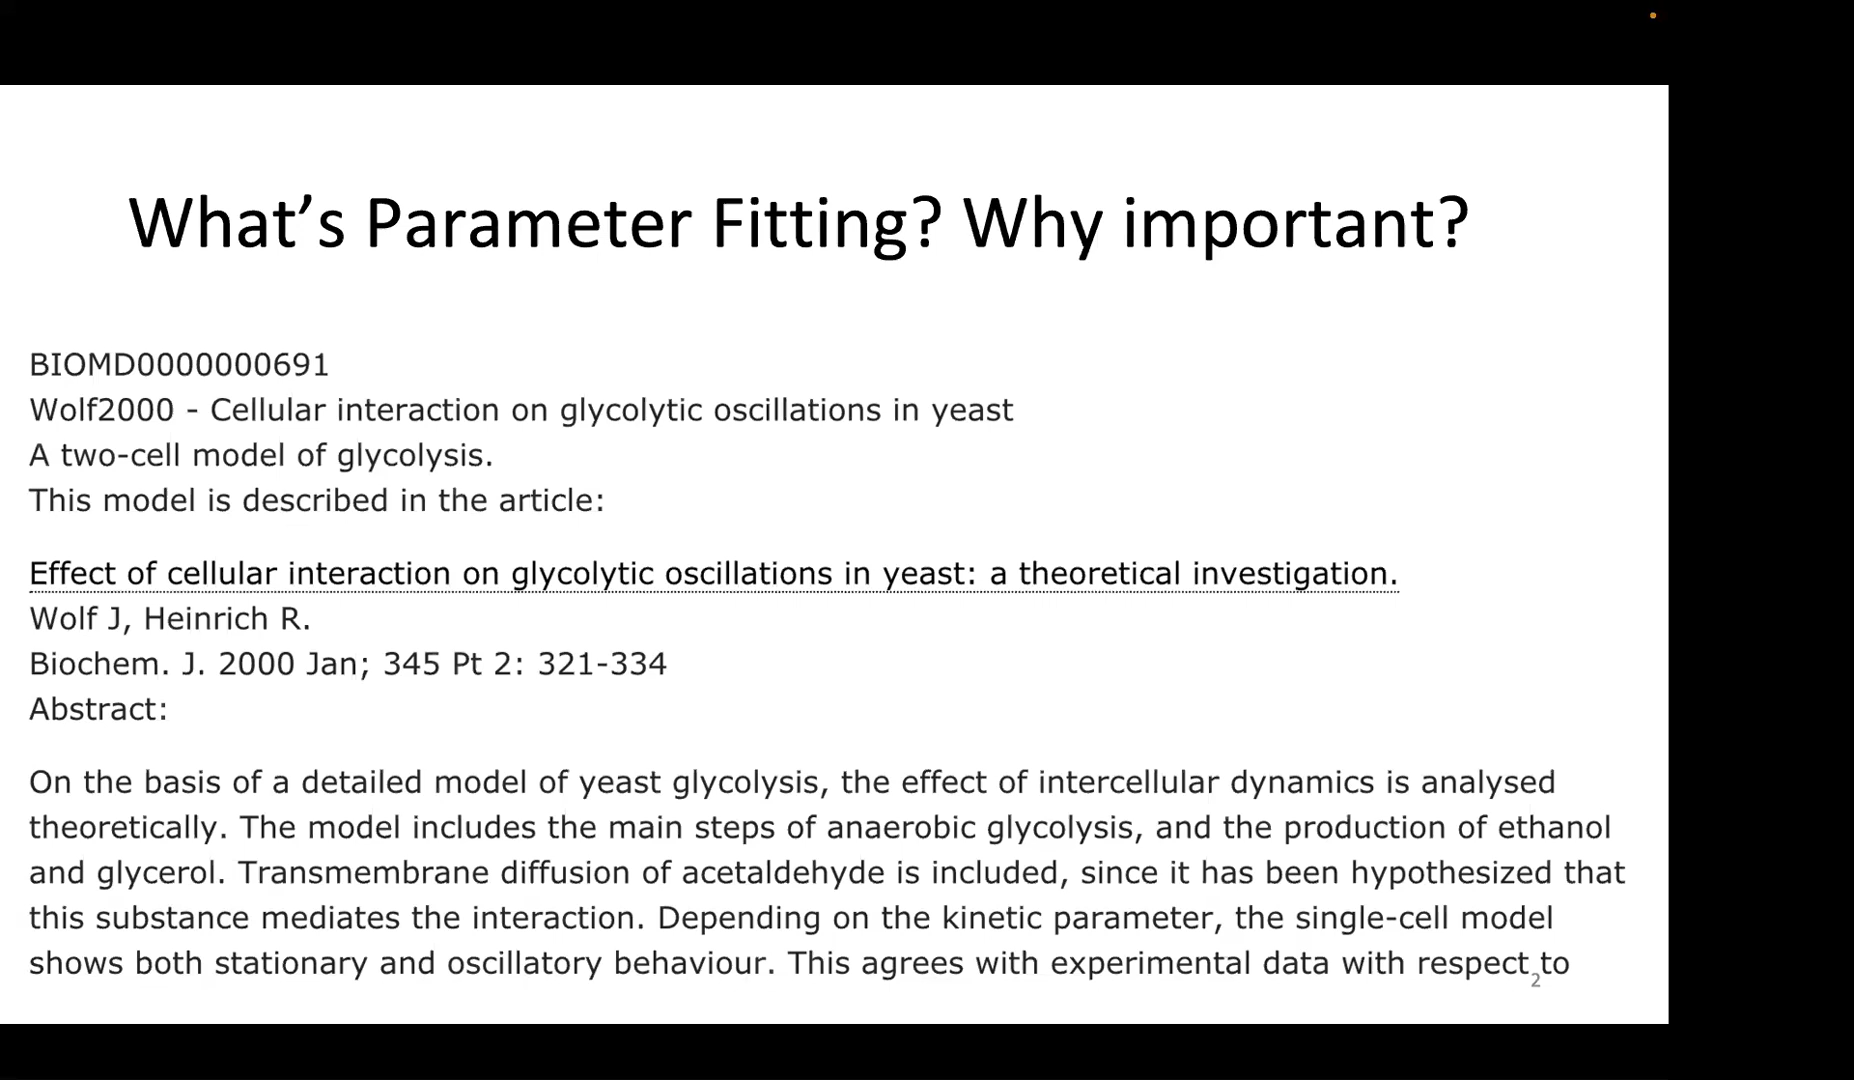 What’s Parameter Fitting? Why important?
BIOMD0000000691
Wolf2000 - Cellular interaction on glycolytic oscillations in yeast
A two-cell model of glycolysis.
This model is described in the article:
Effect of cellular interaction on glycolytic oscillations in yeast: a theoretical investigation.
Wolf J, Heinrich R.
Biochem. J. 2000 Jan; 345 Pt 2: 321-334
Abstract:
On the basis of a detailed model of yeast glycolysis, the effect of intercellular dynamics is analysed
theoretically. The model includes the main steps of anaerobic glycolysis, and the production of ethanol
and glycerol. Transmembrane diffusion of acetaldehyde is included, since it has been hypothesized that
this substance mediates the interaction. Depending on the kinetic parameter, the single-cell model
shows both stationary and oscillatory behaviour. This agrees with experimental data with respect to
2